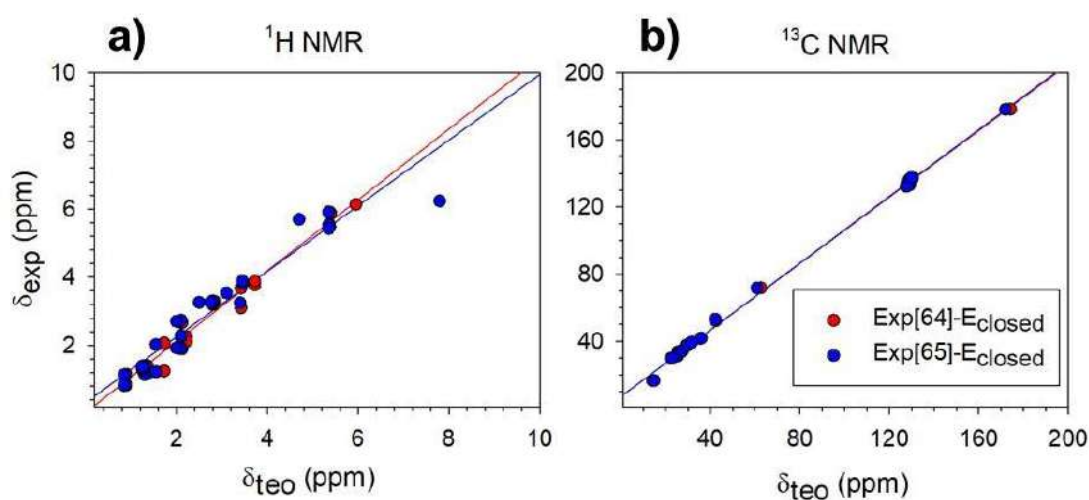 a) ¹H NMR
b) ¹³C NMR
10
8
6
4
2
2 4 6 8 10
δexp (ppm)
δteo (ppm)
200
160
120
80
40
40 80 120 160 200
δteo (ppm)
Exp[64]-Eclosed
Exp[65]-Eclosed